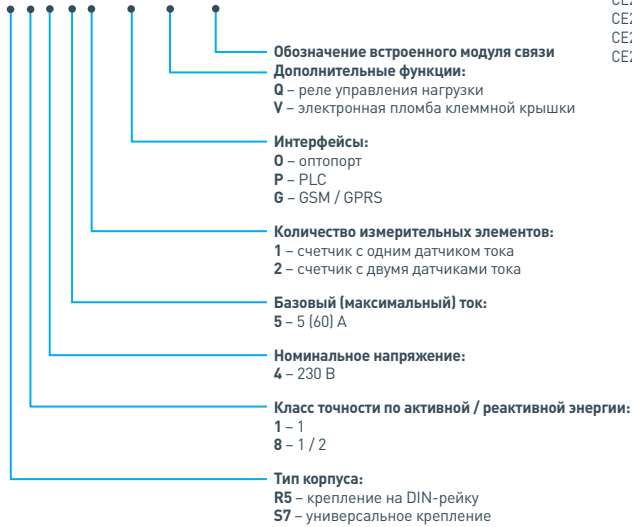 CE2
CE2
CE2
Обозначение встроенного модуля связи
Дополнительные функции:
Q – реле управления нагрузки
V – электронная пломба клеммной крышки
Интерфейсы:
O – оптопорт
P – PLC
G – GSM / GPRS
Количество измерительных элементов:
1 – счетчик с одним датчиком тока
2 – счетчик с двумя датчиками тока
Базовый (максимальный) ток:
5 – 5 (60) А
Номинальное напряжение:
4 – 230 В
Класс точности по активной / реактивной энергии:
1 – 1
8 – 1 / 2
Тип корпуса:
R5 – крепление на DIN-рейку
S7 – универсальное крепление